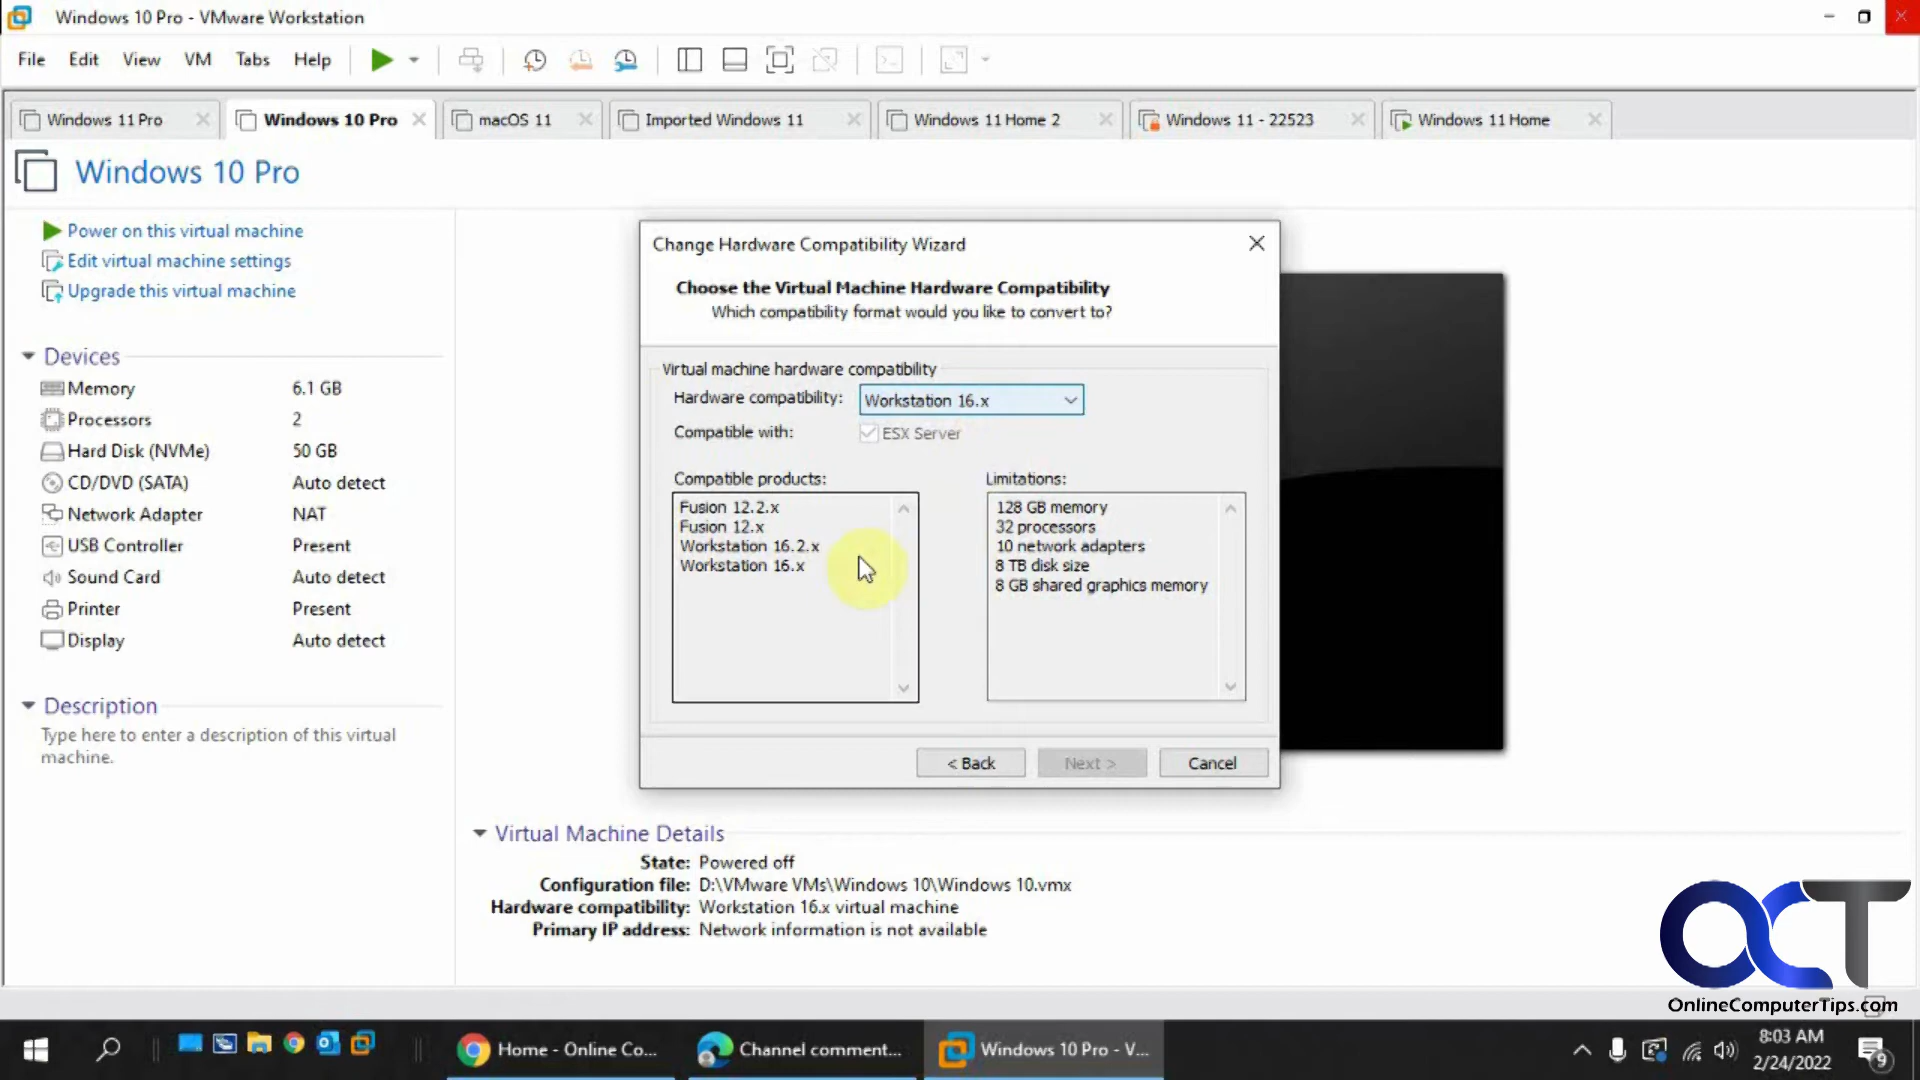 Windows 10 Pro - VMware Workstation
File Edit View VM Tabs Help
Windows 11 Pro Windows 10 Pro macOS 11 Imported Windows 11 Windows 11 Home 2 Windows 11 - 22523 Windows 11 Home
Windows 10 Pro
Power on this virtual machine
Edit virtual machine settings
Upgrade this virtual machine
Devices
Memory 6.1 GB
Processors 2
Hard Disk (NVMe) 50 GB
CD/DVD (SATA) Auto detect
Network Adapter NAT
USB Controller Present
Sound Card Auto detect
Printer Present
Display Auto detect
Description
Type here to enter a description of this virtual
machine.
Change Hardware Compatibility Wizard
Choose the Virtual Machine Hardware Compatibility
Which compatibility format would you like to convert to?
Virtual machine hardware compatibility
Hardware compatibility: Workstation 16.x
Compatible with: ESX Server
Compatible products: Limitations:
Fusion 12.2.x 128 GB memory
Fusion 12.x 32 processors
Workstation 16.2.x 10 network adapters
Workstation 16.x 8 TB disk size
8 GB shared graphics memory
< Back Next > Cancel
Virtual Machine Details
State: Powered off
Configuration file: D:\VMware VMs\Windows 10\Windows 10.vmx
Hardware compatibility: Workstation 16.x virtual machine
Primary IP address: Network information is not available
OCT
OnlineComputerTips.com
Home - Online Co... Channel comment... Windows 10 Pro - V...
8:03 AM
2/24/2022
9